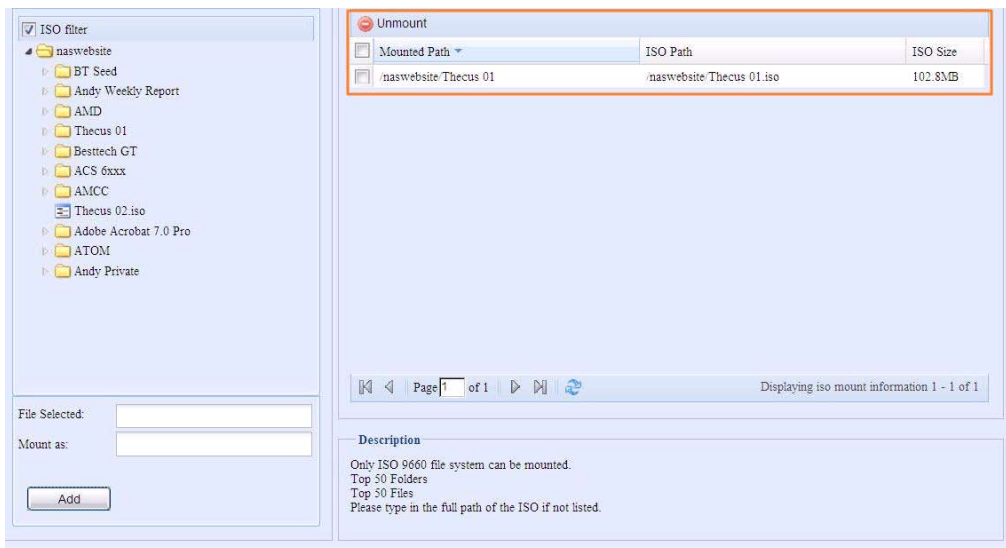 ISO filter
naswebsite
BT Seed
Andy Weekly Report
AMD
Thecus 01
Besttech GT
ACS 6xxx
AMCC
Thecus 02.iso
Adobe Acrobat 7.0 Pro
ATOM
Andy Private
File Selected:
Mount as:
Add
Unmount
Mounted Path ISO Path ISO Size
/naswebsite/Thecus 01 /naswebsite/Thecus 01.iso 102.8MB
Page 1 of 1 Displaying iso mount information 1 - 1 of 1
Description
Only ISO 9660 file system can be mounted.
Top 50 Folders
Top 50 Files
Please type in the full path of the ISO if not listed.